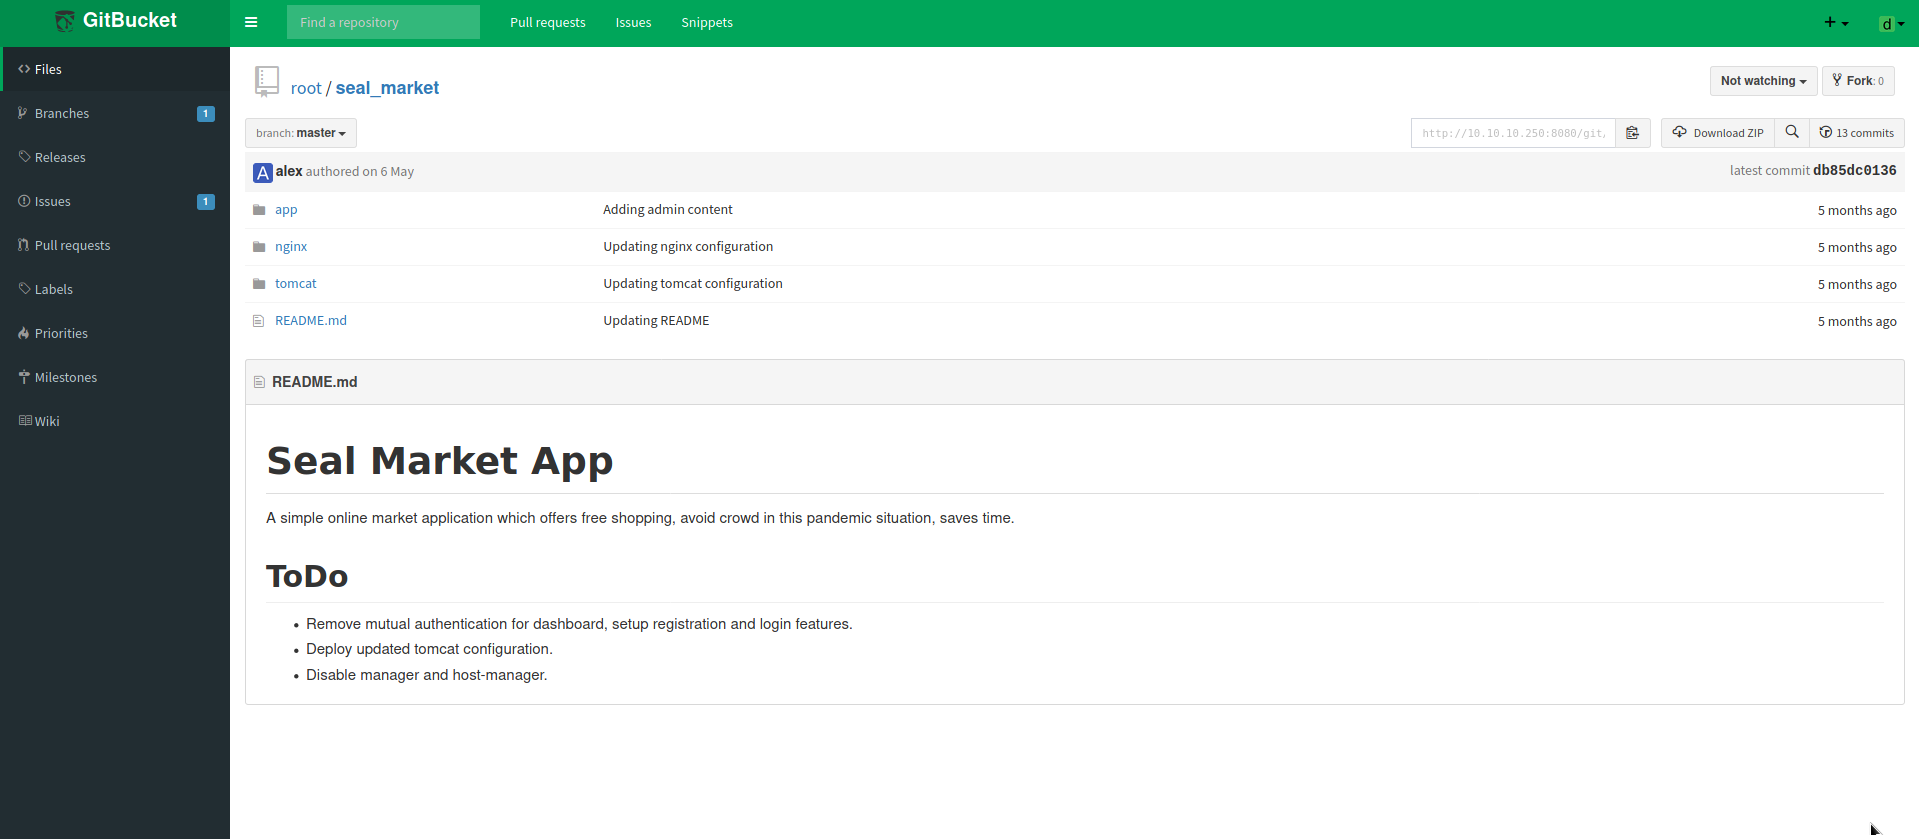 GitBucket
Find a repository
Pull requests Issues Snippets
d
Files
Branches 1
Releases
Issues 1
Pull requests
Labels
Priorities
Milestones
Wiki
root / seal_market
Not watching
Fork: 0
branch: master
http://10.10.10.250:8080/git,
Download ZIP
13 commits
A alex authored on 6 May
latest commit db85dc0136
app Adding admin content 5 months ago
nginx Updating nginx configuration 5 months ago
tomcat Updating tomcat configuration 5 months ago
README.md Updating README 5 months ago
README.md
Seal Market App
A simple online market application which offers free shopping, avoid crowd in this pandemic situation, saves time.
ToDo
• Remove mutual authentication for dashboard, setup registration and login features.
• Deploy updated tomcat configuration.
• Disable manager and host-manager.